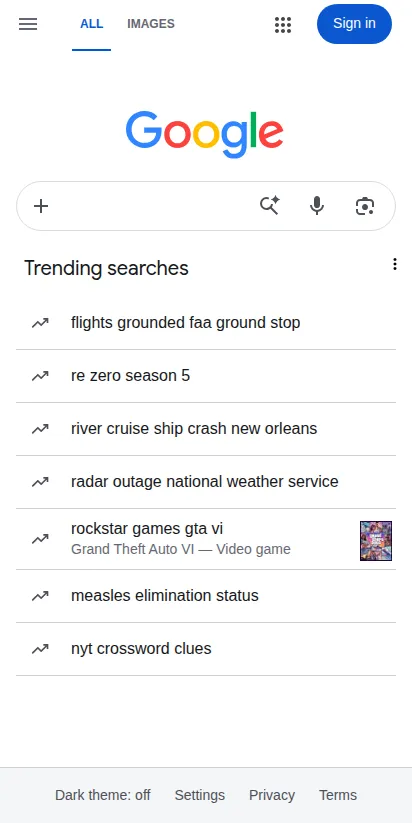 ALL
IMAGES
Sign in
Google
Trending searches
flights grounded faa ground stop
re zero season 5
river cruise ship crash new orleans
radar outage national weather service
rockstar games gta vi
Grand Theft Auto VI — Video game
measles elimination status
nyt crossword clues
Dark theme: off
Settings
Privacy
Terms